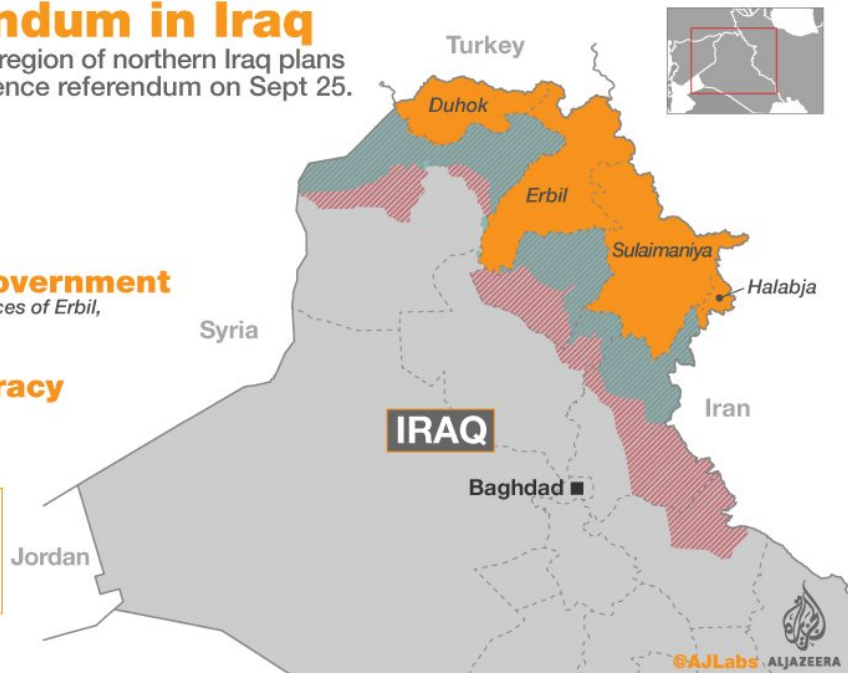 ndum in Iraq
region of northern Iraq plans
ence referendum on Sept 25.
Turkey
Duhok
Erbil
Sulaimaniya
overnment
ces of Erbil,
Halabja
Syria
racy
Iran
IRAQ
Baghdad
Jordan
@AJLabs ALJAZEERA